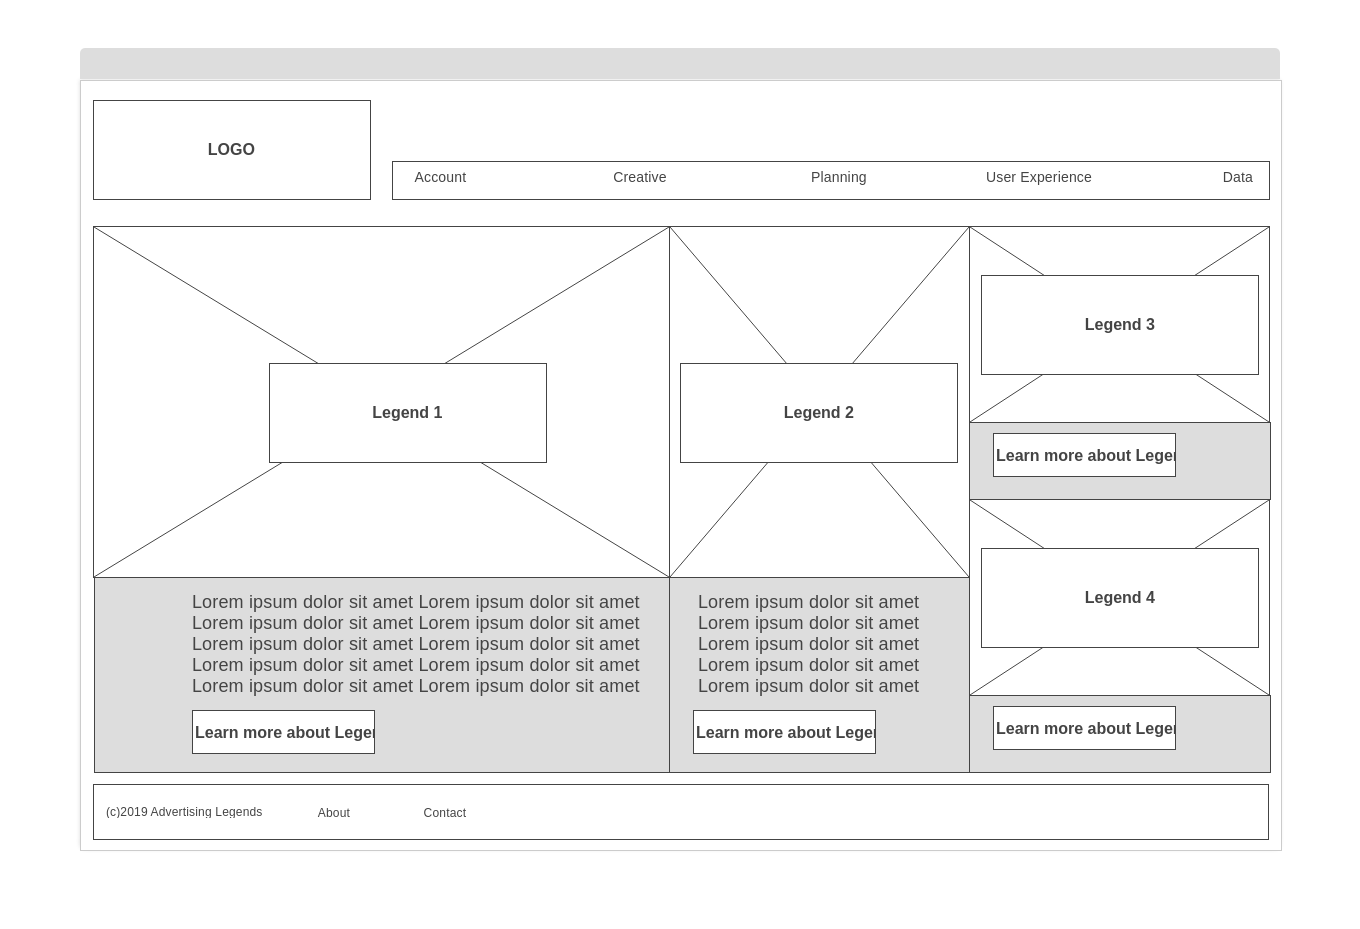 LOGO
Account Creative Planning User Experience Data
Legend 1
Legend 2
Legend 3
Learn more about Leger
Legend 4
Learn more about Leger
Lorem ipsum dolor sit amet Lorem ipsum dolor sit amet
Lorem ipsum dolor sit amet Lorem ipsum dolor sit amet
Lorem ipsum dolor sit amet Lorem ipsum dolor sit amet
Lorem ipsum dolor sit amet Lorem ipsum dolor sit amet
Lorem ipsum dolor sit amet Lorem ipsum dolor sit amet
Learn more about Leger
Lorem ipsum dolor sit amet
Lorem ipsum dolor sit amet
Lorem ipsum dolor sit amet
Lorem ipsum dolor sit amet
Lorem ipsum dolor sit amet
Learn more about Leger
(c)2019 Advertising Legends About Contact